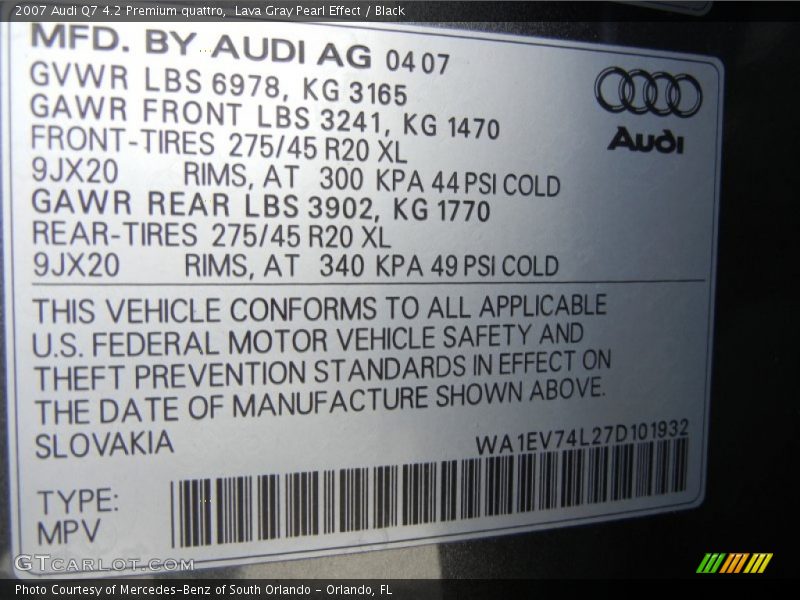 2007 Audi Q7 4.2 Premium quattro,  Lava Gray Pearl Effect / Black
MFD. BY AUDI AG 04 07
GVWR LBS 6978, KG 3165
GAWR FRONT LBS 3241, KG 1470
FRONT-TIRES 275/45 R20 XL
9JX20 RIMS, AT 300 KPA 44 PSI COLD
GAWR REAR LBS 3902, KG 1770
REAR-TIRES 275/45 R20 XL
9JX20 RIMS, AT 340 KPA 49 PSI COLD
Audi
THIS VEHICLE CONFORMS TO ALL APPLICABLE
U.S. FEDERAL MOTOR VEHICLE SAFETY AND
THEFT PREVENTION STANDARDS IN EFFECT ON
THE DATE OF MANUFACTURE SHOWN ABOVE.
SLOVAKIA WA1EV74L27D101932
TYPE:
MPV
GTCARLOT.COM
Photo Courtesy of Mercedes-Benz of South Orlando - Orlando, FL